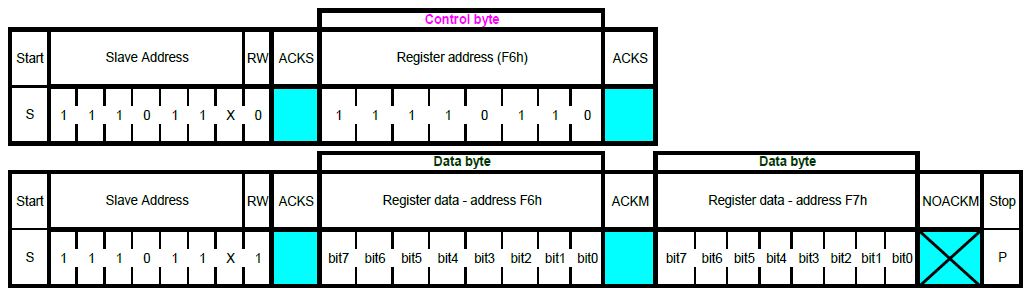 Control byte
Start Slave Address RW ACKS Register address (F6h) ACKS
S 1 1 1 0 1 1 X 0 1 1 1 1 0 1 1 0
Data byte Data byte
Start Slave Address RW ACKS Register data - address F6h ACKM Register data - address F7h NOACKM Stop
S 1 1 1 0 1 1 X 1 bit7 bit6 bit5 bit4 bit3 bit2 bit1 bit0 bit7 bit6 bit5 bit4 bit3 bit2 bit1 bit0 P